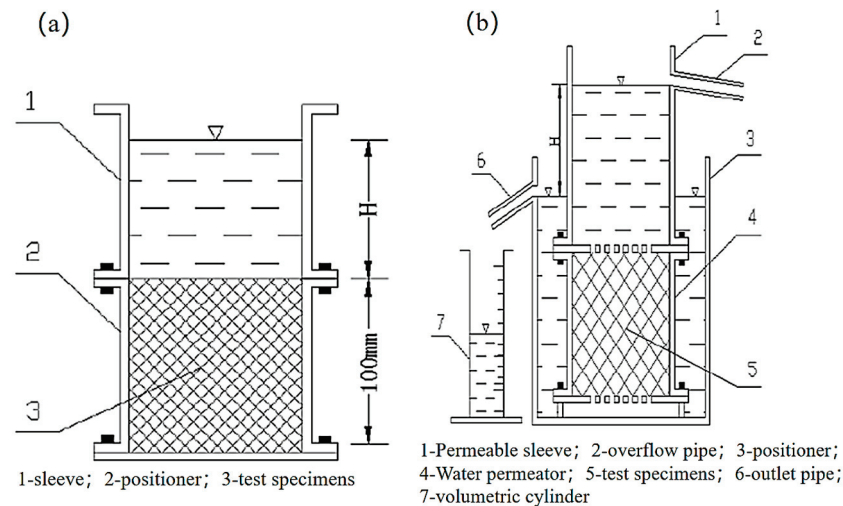 (a)
1
2
3
H
100mm
1-sleeve; 2-positioner; 3-test specimens
(b)
1
2
3
4
5
6
7
H
1-Permeable sleeve; 2-overflow pipe; 3-positioner;
4-Water permeator; 5-test specimens; 6-outlet pipe;
7-volumetric cylinder